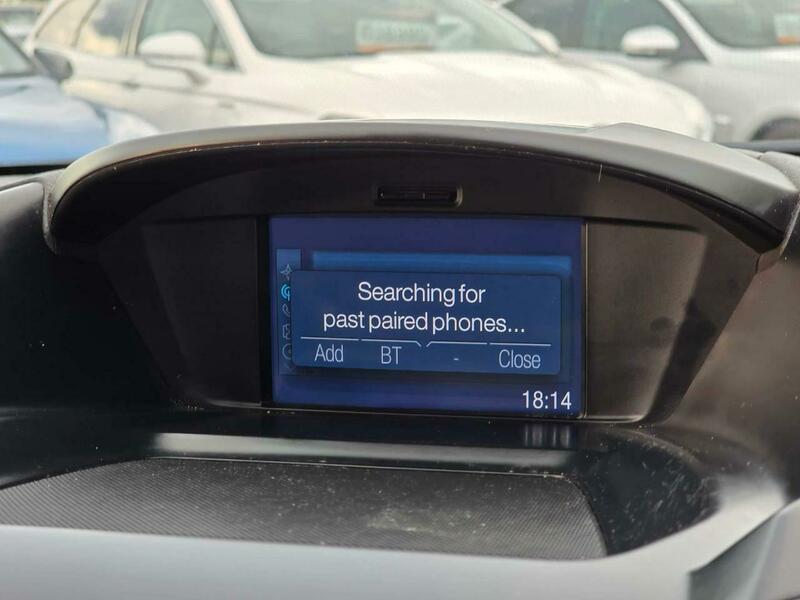 Searching for
past paired phones...
Add BT - Close
18:14